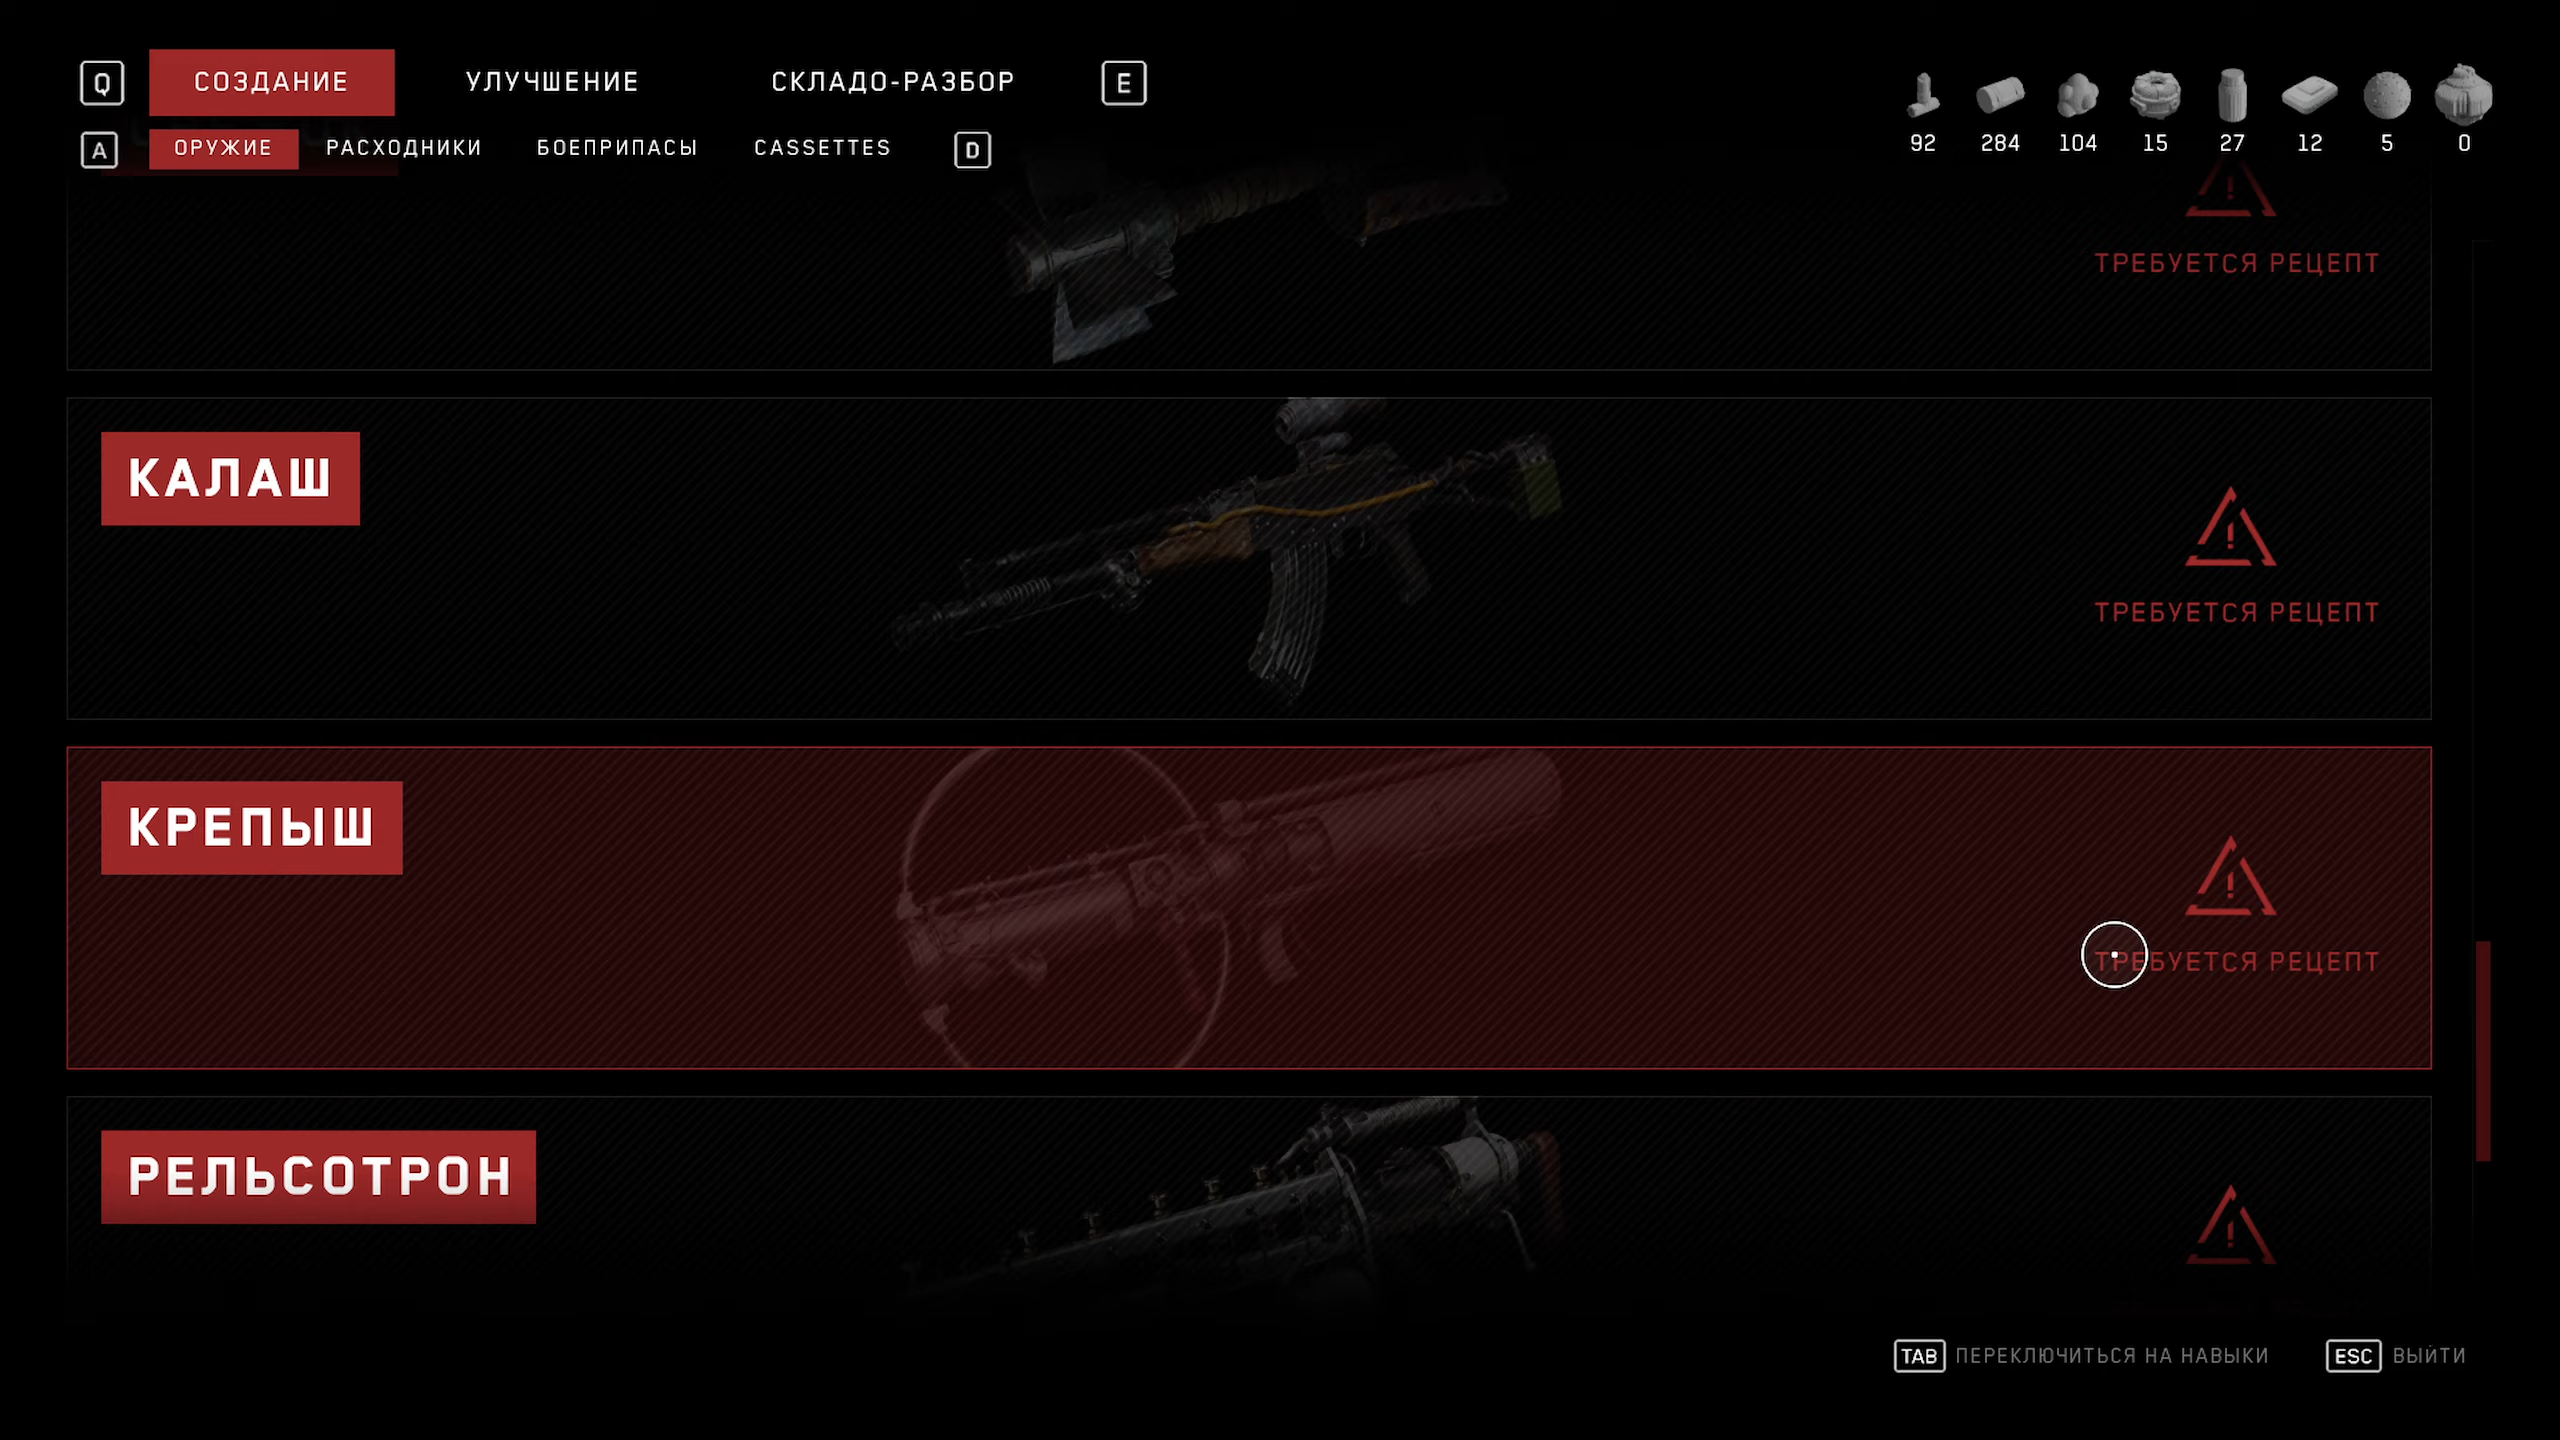 Q СОЗДАНИЕ УЛУЧШЕНИЕ СКЛАДО-РАЗБОР E
A ОРУЖИЕ РАСХОДНИКИ БОЕПРИПАСЫ CASSETTES D
92 284 104 15 27 12 5 0
ТРЕБУЕТСЯ РЕЦЕПТ
КАЛАШ
ТРЕБУЕТСЯ РЕЦЕПТ
КРЕПЫШ
ТРЕБУЕТСЯ РЕЦЕПТ
РЕЛЬСОТРОН
TAB ПЕРЕКЛЮЧИТЬСЯ НА НАВЫКИ ESC ВЫЙТИ